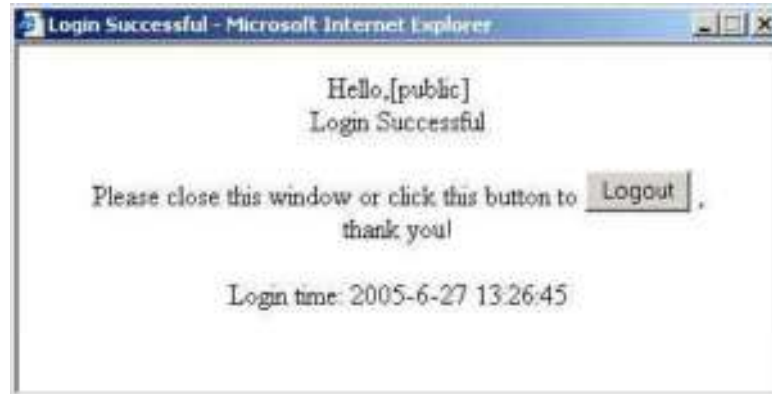 Login Successful - Microsoft Internet Explorer
Hello,[public]
Login Successful
Please close this window or click this button to Logout ,
thank you!
Login time: 2005-6-27 13:26:45